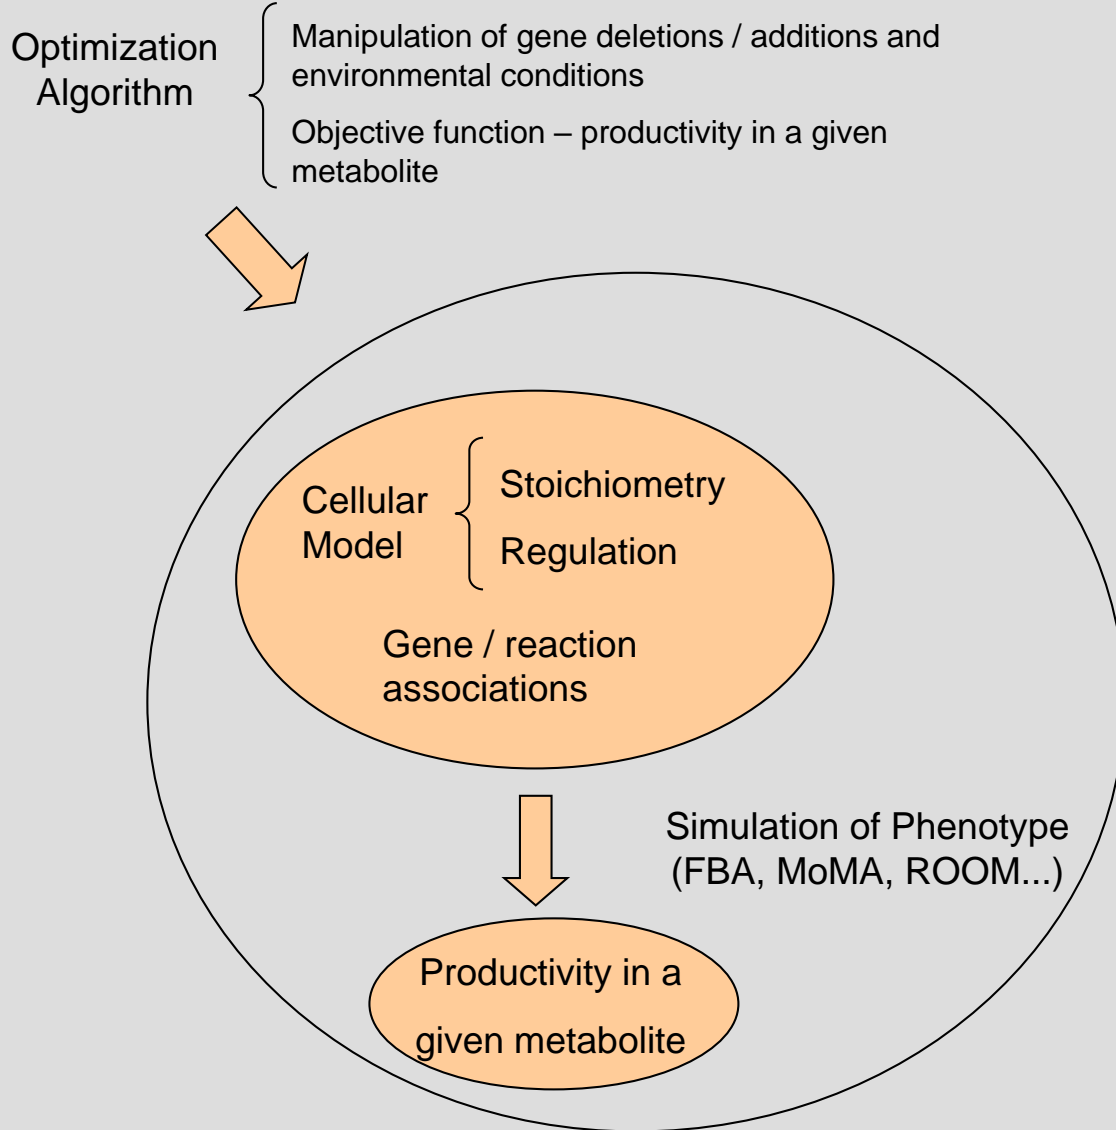 Optimization
Algorithm
Manipulation of gene deletions / additions and
environmental conditions
Objective function – productivity in a given
metabolite
Cellular
Model
Stoichiometry
Regulation
Gene / reaction
associations
Simulation of Phenotype
(FBA, MoMA, ROOM...)
Productivity in a
given metabolite